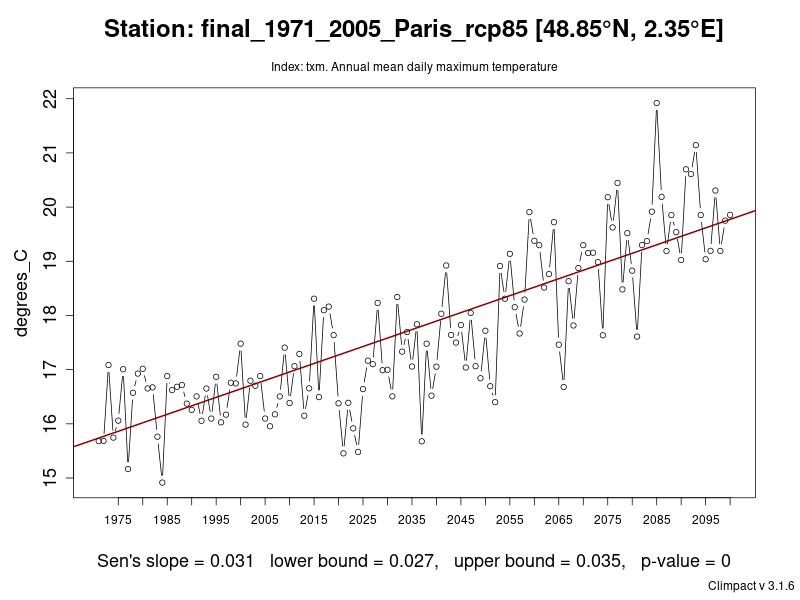 Station: final_1971_2005_Paris_rcp85 [48.85°N, 2.35°E]
Index: txm. Annual mean daily maximum temperature
22
21
20
19
18
17
16
15
degrees_C
1975 1985 1995 2005 2015 2025 2035 2045 2055 2065 2075 2085 2095
Sen's slope = 0.031 lower bound = 0.027, upper bound = 0.035, p-value = 0
Climpact v 3.1.6